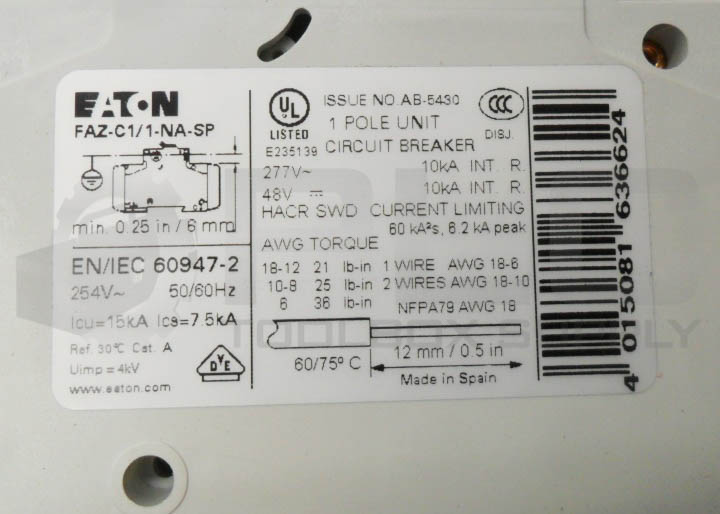 EATON
FAZ-C1/1-NA-SP
min. 0.25 in / 6 mm
EN/IEC 60947-2
254V~ 50/60Hz
Icu=15kA Ics=7.5kA
Ref. 30°C Cat. A
Uimp = 4kV
www.eaton.com
DVE
UL
LISTED
E235139
ISSUE NO. AB-5430
1 POLE UNIT
CIRCUIT BREAKER
CCC
DISJ.
277V~ 10kA INT. R.
48V ⎓ 10kA INT. R.
HACR SWD CURRENT LIMITING
60 kA²s, 6.2 kA peak
AWG TORQUE
18-12 21 lb-in 1 WIRE AWG 18-6
10-8 25 lb-in 2 WIRES AWG 18-10
6 36 lb-in NFPA79 AWG 18
60/75° C
12 mm / 0.5 in
Made in Spain
4 015081 636624
TOOLBOX SUPPLY